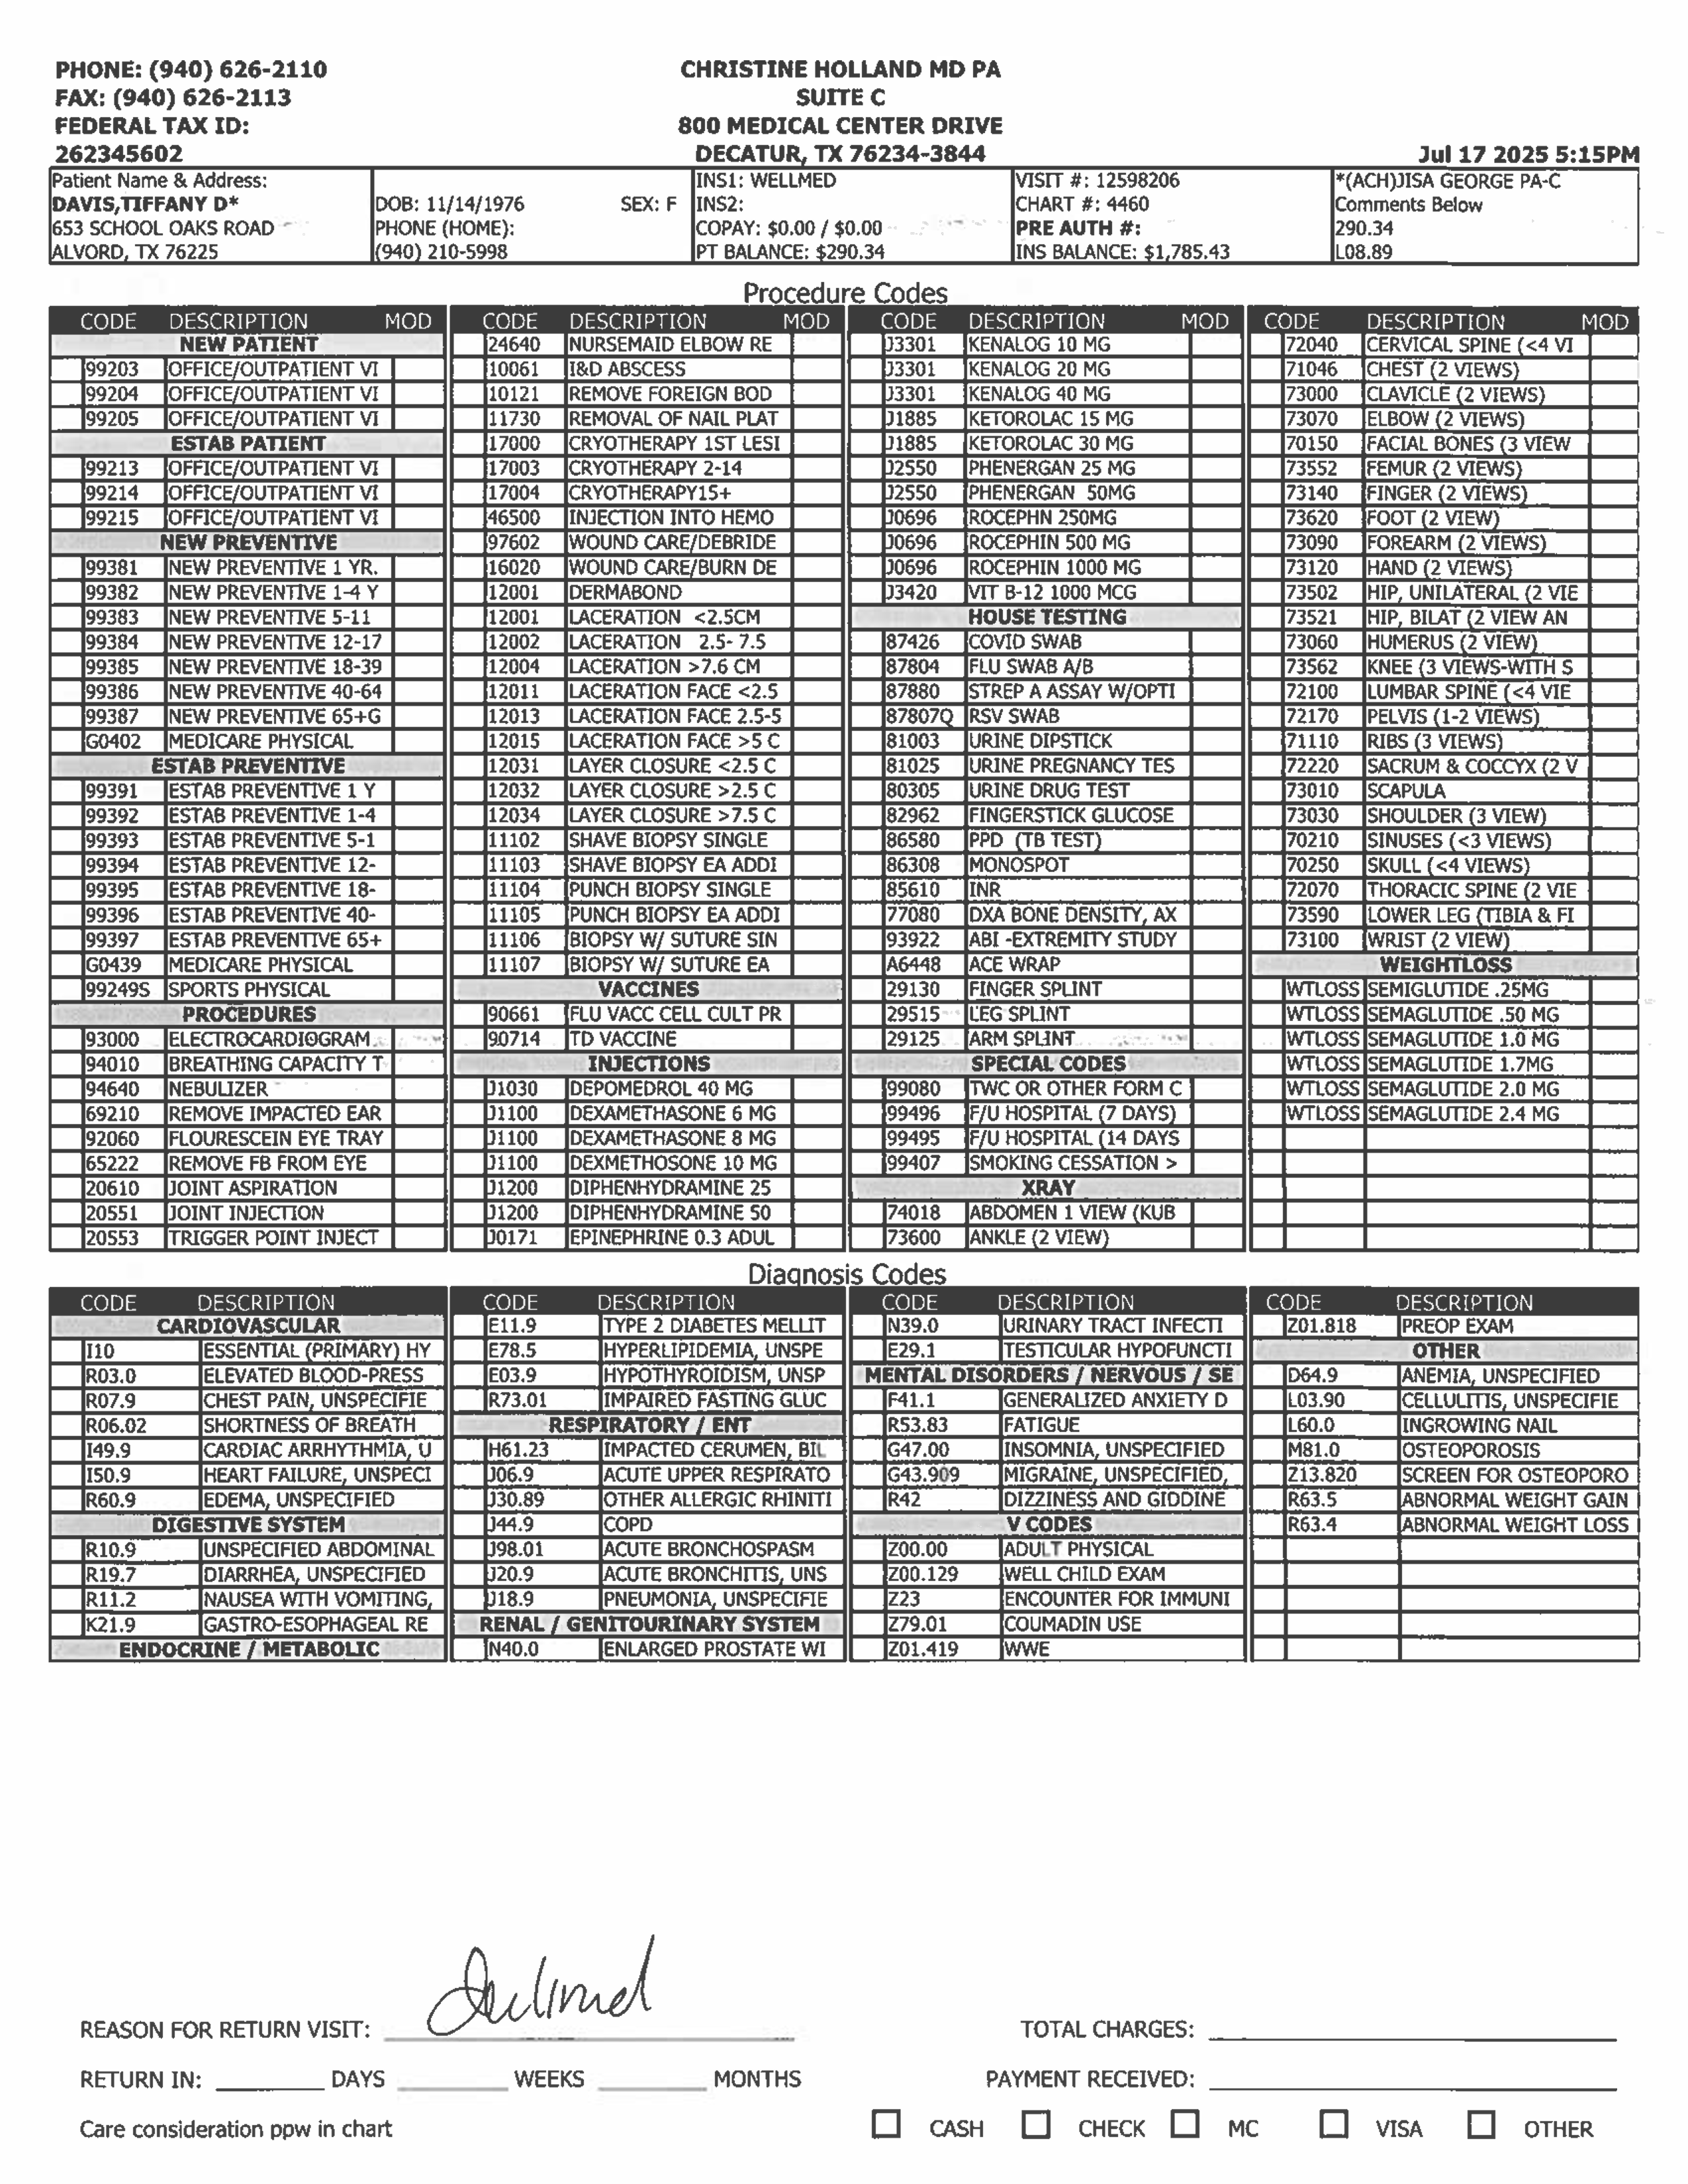 PHONE: (940) 626-2110
FAX: (940) 626-2113
FEDERAL TAX ID:
262345602
CHRISTINE HOLLAND MD PA
SUITE C
800 MEDICAL CENTER DRIVE
DECATUR, TX 76234-3844
Jul 17 2025 5:15PM
Patient Name & Address:
DAVIS,TIFFANY D*
653 SCHOOL OAKS ROAD
ALVORD, TX 76225
DOB: 11/14/1976 SEX: F
PHONE (HOME):
(940) 210-5998
INS1: WELLMED
INS2:
COPAY: $0.00 / $0.00
PT BALANCE: $290.34
VISIT #: 12598206
CHART #: 4460
PRE AUTH #:
INS BALANCE: $1,785.43
*(ACH)JISA GEORGE PA-C
Comments Below
290.34
L08.89
Procedure Codes
CODE DESCRIPTION MOD
NEW PATIENT
99203 OFFICE/OUTPATIENT VI
99204 OFFICE/OUTPATIENT VI
99205 OFFICE/OUTPATIENT VI
ESTAB PATIENT
99213 OFFICE/OUTPATIENT VI
99214 OFFICE/OUTPATIENT VI
99215 OFFICE/OUTPATIENT VI
NEW PREVENTIVE
99381 NEW PREVENTIVE 1 YR.
99382 NEW PREVENTIVE 1-4 Y
99383 NEW PREVENTIVE 5-11
99384 NEW PREVENTIVE 12-17
99385 NEW PREVENTIVE 18-39
99386 NEW PREVENTIVE 40-64
99387 NEW PREVENTIVE 65+G
G0402 MEDICARE PHYSICAL
ESTAB PREVENTIVE
99391 ESTAB PREVENTIVE 1 Y
99392 ESTAB PREVENTIVE 1-4
99393 ESTAB PREVENTIVE 5-1
99394 ESTAB PREVENTIVE 12-
99395 ESTAB PREVENTIVE 18-
99396 ESTAB PREVENTIVE 40-
99397 ESTAB PREVENTIVE 65+
G0439 MEDICARE PHYSICAL
99249S SPORTS PHYSICAL
PROCEDURES
93000 ELECTROCARDIOGRAM
94010 BREATHING CAPACITY T
94640 NEBULIZER
69210 REMOVE IMPACTED EAR
92060 FLOURESCEIN EYE TRAY
65222 REMOVE FB FROM EYE
20610 JOINT ASPIRATION
20551 JOINT INJECTION
20553 TRIGGER POINT INJECT
CODE DESCRIPTION MOD
24640 NURSEMAID ELBOW RE
10061 I&D ABSCESS
10121 REMOVE FOREIGN BOD
11730 REMOVAL OF NAIL PLAT
17000 CRYOTHERAPY 1ST LESI
17003 CRYOTHERAPY 2-14
17004 CRYOTHERAPY15+
46500 INJECTION INTO HEMO
97602 WOUND CARE/DEBRIDE
16020 WOUND CARE/BURN DE
12001 DERMABOND
12001 LACERATION <2.5CM
12002 LACERATION 2.5- 7.5
12004 LACERATION >7.6 CM
12011 LACERATION FACE <2.5
12013 LACERATION FACE 2.5-5
12015 LACERATION FACE >5 C
12031 LAYER CLOSURE <2.5 C
12032 LAYER CLOSURE >2.5 C
12034 LAYER CLOSURE >7.5 C
11102 SHAVE BIOPSY SINGLE
11103 SHAVE BIOPSY EA ADDI
11104 PUNCH BIOPSY SINGLE
11105 PUNCH BIOPSY EA ADDI
11106 BIOPSY W/ SUTURE SIN
11107 BIOPSY W/ SUTURE EA
VACCINES
90661 FLU VACC CELL CULT PR
90714 TD VACCINE
INJECTIONS
J1030 DEPOMEDROL 40 MG
J1100 DEXAMETHASONE 6 MG
J1100 DEXAMETHASONE 8 MG
J1100 DEXMETHOSONE 10 MG
J1200 DIPHENHYDRAMINE 25
J1200 DIPHENHYDRAMINE 50
J0171 EPINEPHRINE 0.3 ADUL
CODE DESCRIPTION MOD
J3301 KENALOG 10 MG
J3301 KENALOG 20 MG
J3301 KENALOG 40 MG
J1885 KETOROLAC 15 MG
J1885 KETOROLAC 30 MG
J2550 PHENERGAN 25 MG
J2550 PHENERGAN 50MG
J0696 ROCEPHN 250MG
J0696 ROCEPHIN 500 MG
J0696 ROCEPHIN 1000 MG
J3420 VIT B-12 1000 MCG
HOUSE TESTING
87426 COVID SWAB
87804 FLU SWAB A/B
87880 STREP A ASSAY W/OPTI
87807Q RSV SWAB
81003 URINE DIPSTICK
81025 URINE PREGNANCY TES
80305 URINE DRUG TEST
82962 FINGERSTICK GLUCOSE
86580 PPD (TB TEST)
86308 MONOSPOT
85610 INR
77080 DXA BONE DENSITY, AX
93922 ABI -EXTREMITY STUDY
A6448 ACE WRAP
29130 FINGER SPLINT
29515 LEG SPLINT
29125 ARM SPLINT
SPECIAL CODES
99080 TWC OR OTHER FORM C
99496 F/U HOSPITAL (7 DAYS)
99495 F/U HOSPITAL (14 DAYS
99407 SMOKING CESSATION >
XRAY
74018 ABDOMEN 1 VIEW (KUB
73600 ANKLE (2 VIEW)
CODE DESCRIPTION MOD
72040 CERVICAL SPINE (<4 VI
71046 CHEST (2 VIEWS)
73000 CLAVICLE (2 VIEWS)
73070 ELBOW (2 VIEWS)
70150 FACIAL BONES (3 VIEW
73552 FEMUR (2 VIEWS)
73140 FINGER (2 VIEWS)
73620 FOOT (2 VIEW)
73090 FOREARM (2 VIEWS)
73120 HAND (2 VIEWS)
73502 HIP, UNILATERAL (2 VIE
73521 HIP, BILAT (2 VIEW AN
73060 HUMERUS (2 VIEW)
73562 KNEE (3 VIEWS-WITH S
72100 LUMBAR SPINE (<4 VIE
72170 PELVIS (1-2 VIEWS)
71110 RIBS (3 VIEWS)
72220 SACRUM & COCCYX (2 V
73010 SCAPULA
73030 SHOULDER (3 VIEW)
70210 SINUSES (<3 VIEWS)
70250 SKULL (<4 VIEWS)
72070 THORACIC SPINE (2 VIE
73590 LOWER LEG (TIBIA & FI
73100 WRIST (2 VIEW)
WEIGHTLOSS
WTLOSS SEMIGLUTIDE .25MG
WTLOSS SEMAGLUTIDE .50 MG
WTLOSS SEMAGLUTIDE 1.0 MG
WTLOSS SEMAGLUTIDE 1.7MG
WTLOSS SEMAGLUTIDE 2.0 MG
WTLOSS SEMAGLUTIDE 2.4 MG
Diagnosis Codes
CODE DESCRIPTION
CARDIOVASCULAR
I10 ESSENTIAL (PRIMARY) HY
R03.0 ELEVATED BLOOD-PRESS
R07.9 CHEST PAIN, UNSPECIFIE
R06.02 SHORTNESS OF BREATH
I49.9 CARDIAC ARRHYTHMIA, U
I50.9 HEART FAILURE, UNSPECI
R60.9 EDEMA, UNSPECIFIED
DIGESTIVE SYSTEM
R10.9 UNSPECIFIED ABDOMINAL
R19.7 DIARRHEA, UNSPECIFIED
R11.2 NAUSEA WITH VOMITING,
K21.9 GASTRO-ESOPHAGEAL RE
ENDOCRINE / METABOLIC
CODE DESCRIPTION
E11.9 TYPE 2 DIABETES MELLIT
E78.5 HYPERLIPIDEMIA, UNSPE
E03.9 HYPOTHYROIDISM, UNSP
R73.01 IMPAIRED FASTING GLUC
RESPIRATORY / ENT
H61.23 IMPACTED CERUMEN, BIL
J06.9 ACUTE UPPER RESPIRATO
J30.89 OTHER ALLERGIC RHINITI
J44.9 COPD
J98.01 ACUTE BRONCHOSPASM
J20.9 ACUTE BRONCHITIS, UNS
J18.9 PNEUMONIA, UNSPECIFIE
RENAL / GENITOURINARY SYSTEM
N40.0 ENLARGED PROSTATE WI
CODE DESCRIPTION
N39.0 URINARY TRACT INFECTI
E29.1 TESTICULAR HYPOFUNCTI
MENTAL DISORDERS / NERVOUS / SE
F41.1 GENERALIZED ANXIETY D
R53.83 FATIGUE
G47.00 INSOMNIA, UNSPECIFIED
G43.909 MIGRAINE, UNSPECIFIED,
R42 DIZZINESS AND GIDDINE
V CODES
Z00.00 ADULT PHYSICAL
Z00.129 WELL CHILD EXAM
Z23 ENCOUNTER FOR IMMUNI
Z79.01 COUMADIN USE
Z01.419 WWE
CODE DESCRIPTION
Z01.818 PREOP EXAM
OTHER
D64.9 ANEMIA, UNSPECIFIED
L03.90 CELLULITIS, UNSPECIFIE
L60.0 INGROWING NAIL
M81.0 OSTEOPOROSIS
Z13.820 SCREEN FOR OSTEOPORO
R63.5 ABNORMAL WEIGHT GAIN
R63.4 ABNORMAL WEIGHT LOSS
REASON FOR RETURN VISIT:
TOTAL CHARGES:
RETURN IN: DAYS WEEKS MONTHS
PAYMENT RECEIVED:
Care consideration ppw in chart
CASH CHECK MC VISA OTHER